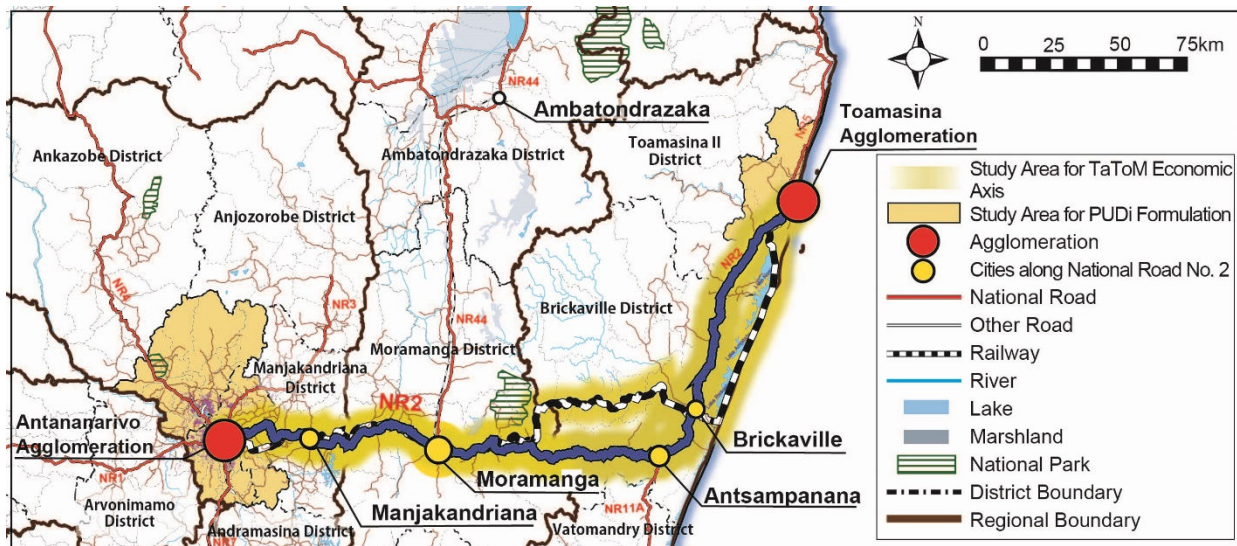 N
0 25 50 75km
NR44
Ambatondrazaka
Toamasina
Agglomeration
NR5
Ankazobe District
Ambatondrazaka District
Toamasina II
District
Anjozorobe District
Study Area for TaToM Economic
Axis
Study Area for PUDi Formulation
Agglomeration
Cities along National Road No. 2
National Road
Other Road
Railway
River
Lake
Marshland
National Park
District Boundary
Regional Boundary
NR2
NR4
NR3
Brickaville District
NR44
Moramanga District
Manjakandriana
District
NR2
Antananarivo
Agglomeration
Brickaville
Moramanga
NR1
Antsampanana
Arvonimamo
District
Manjakandriana
NR11A
Andramasina District
Vatomandry District
NR7